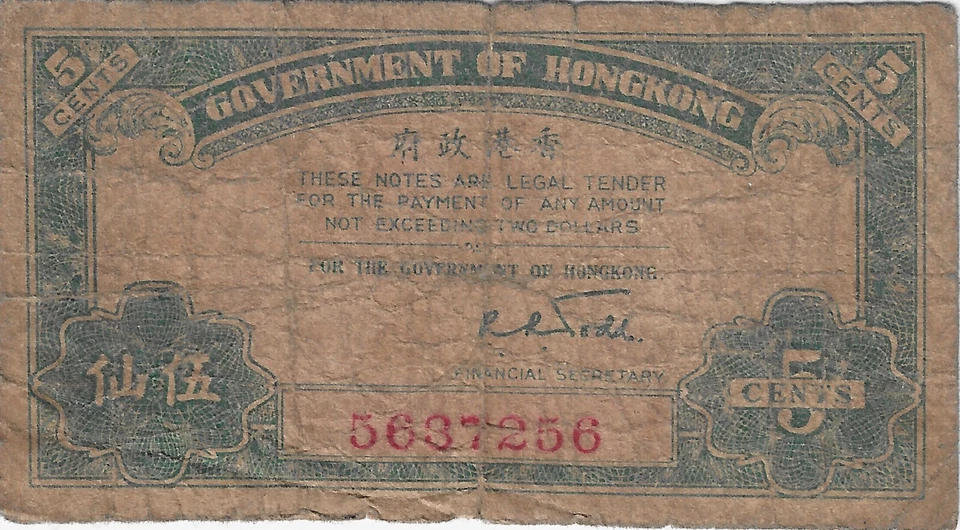 5 CENTS
GOVERNMENT OF HONGKONG
5 CENTS
府政港香
THESE NOTES ARE LEGAL TENDER
FOR THE PAYMENT OF ANY AMOUNT
NOT EXCEEDING TWO DOLLARS
FOR THE GOVERNMENT OF HONGKONG.
R R Todd.
FINANCIAL SECRETARY
仙伍
5 CENTS
5637256